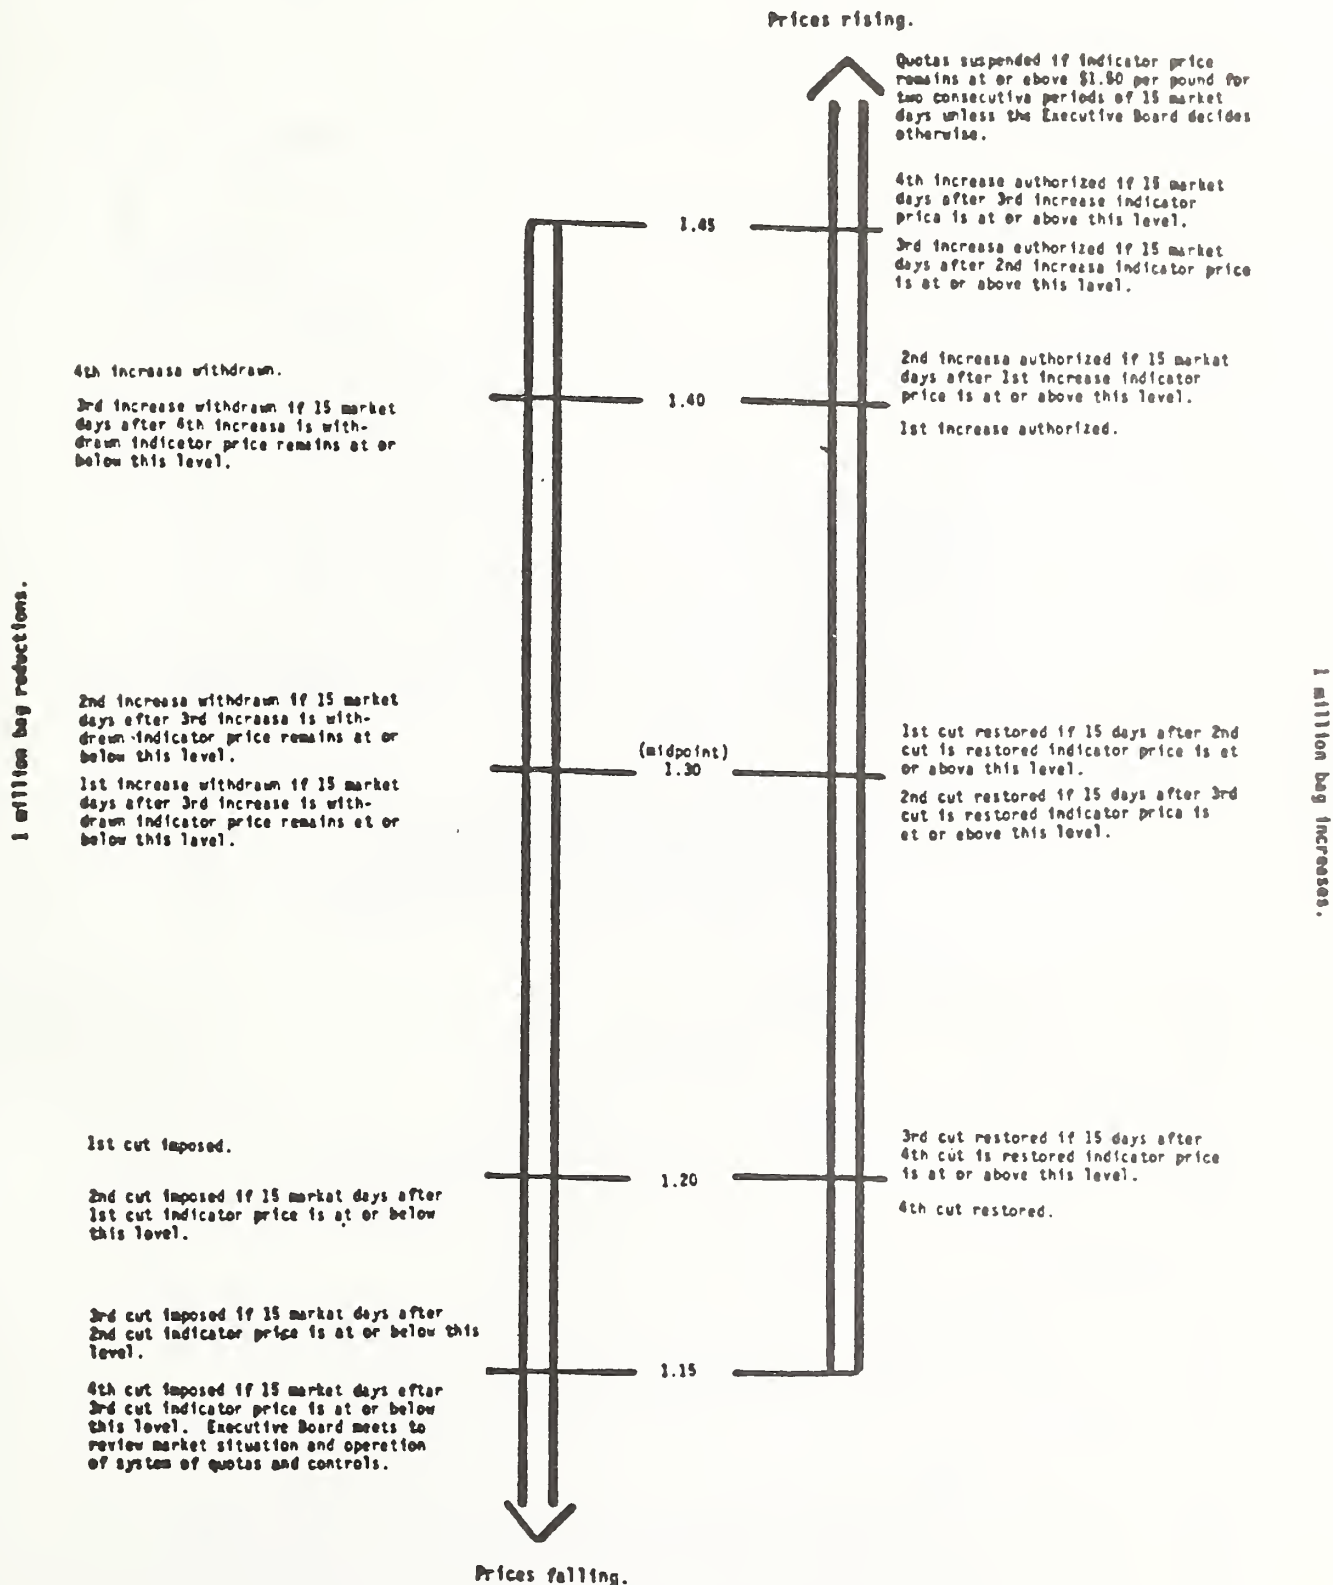 Prices rising.
Quotas suspended if indicator price
remains at or above $1.50 per pound for
two consecutive periods of 15 market
days unless the Executive Board decides
otherwise.
4th increase authorized if 15 market
days after 3rd increase indicator
price is at or above this level.
1.45
3rd increase authorized if 15 market
days after 2nd increase indicator price
is at or above this level.
4th increase withdrawn.
3rd increase withdrawn if 15 market
days after 4th increase is with-
drawn indicator price remains at or
below this level.
2nd increase authorized if 15 market
days after 1st increase indicator
price is at or above this level.
1.40
1st increase authorized.
1 million bag reductions.
2nd increase withdrawn if 15 market
days after 3rd increase is with-
drawn indicator price remains at or
below this level.
1st increase withdrawn if 15 market
days after 3rd increase is with-
drawn indicator price remains at or
below this level.
(midpoint)
1.30
1st cut restored if 15 days after 2nd
cut is restored indicator price is at
or above this level.
2nd cut restored if 15 days after 3rd
cut is restored indicator price is
at or above this level.
1 million bag increases.
1st cut imposed.
2nd cut imposed if 15 market days after
1st cut indicator price is at or below
this level.
1.20
3rd cut restored if 15 days after
4th cut is restored indicator price
is at or above this level.
4th cut restored.
3rd cut imposed if 15 market days after
2nd cut indicator price is at or below this
level.
1.15
4th cut imposed if 15 market days after
3rd cut indicator price is at or below
this level. Executive Board meets to
review market situation and operation
of system of quotas and controls.
Prices falling.